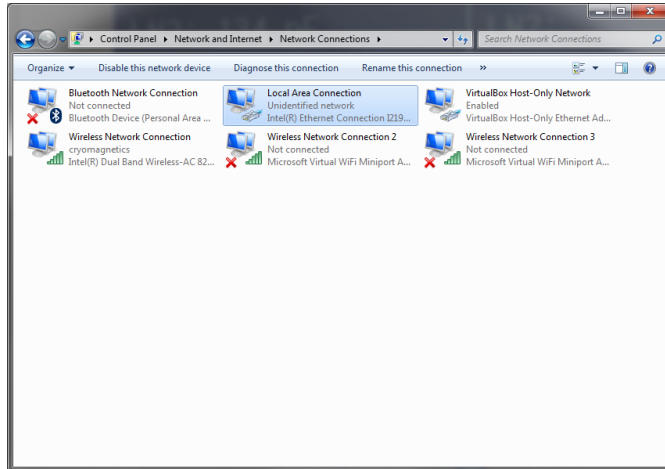 Control Panel ▸ Network and Internet ▸ Network Connections ▸
Search Network Connections
Organize ▾ Disable this network device Diagnose this connection Rename this connection »
Bluetooth Network Connection
Not connected
Bluetooth Device (Personal Area ...
Local Area Connection
Unidentified network
Intel(R) Ethernet Connection I219...
VirtualBox Host-Only Network
Enabled
VirtualBox Host-Only Ethernet Ad...
Wireless Network Connection
cryomagnetics
Intel(R) Dual Band Wireless-AC 82...
Wireless Network Connection 2
Not connected
Microsoft Virtual WiFi Miniport A...
Wireless Network Connection 3
Not connected
Microsoft Virtual WiFi Miniport A...